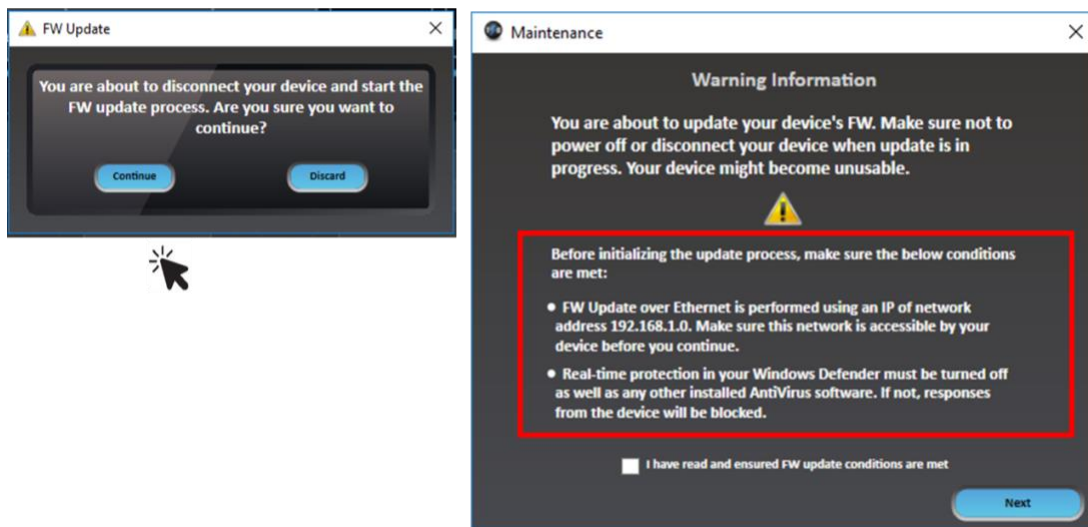 FW Update
You are about to disconnect your device and start the
FW update process. Are you sure you want to
continue?
Continue
Discard
Maintenance
Warning Information
You are about to update your device's FW. Make sure not to
power off or disconnect your device when update is in
progress. Your device might become unusable.
Before initializing the update process, make sure the below conditions
are met:
• FW Update over Ethernet is performed using an IP of network
address 192.168.1.0. Make sure this network is accessible by your
device before you continue.
• Real-time protection in your Windows Defender must be turned off
as well as any other installed AntiVirus software. If not, responses
from the device will be blocked.
I have read and ensured FW update conditions are met
Next